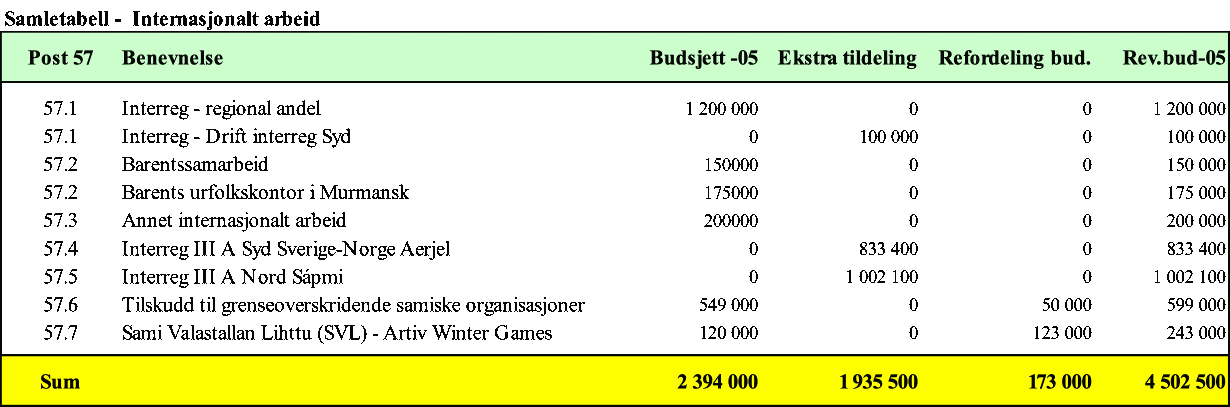 Samletabell - Internasjonalt arbeid
Post 57 Benevnelse Budsjett -05 Ekstra tildeling Refordeling bud. Rev.bud-05
57.1 Interreg - regional andel 1 200 000 0 0 1 200 000
57.1 Interreg - Drift interreg Syd 0 100 000 0 100 000
57.2 Barentssamarbeid 150000 0 0 150 000
57.2 Barents urfolkskontor i Murmansk 175000 0 0 175 000
57.3 Annet internasjonalt arbeid 200000 0 0 200 000
57.4 Interreg III A Syd Sverige-Norge Aerjel 0 833 400 0 833 400
57.5 Interreg III A Nord Sápmi 0 1 002 100 0 1 002 100
57.6 Tilskudd til grenseoverskridende samiske organisasjoner 549 000 0 50 000 599 000
57.7 Sami Valastallan Lihttu (SVL) - Artiv Winter Games 120 000 0 123 000 243 000
Sum 2 394 000 1 935 500 173 000 4 502 500